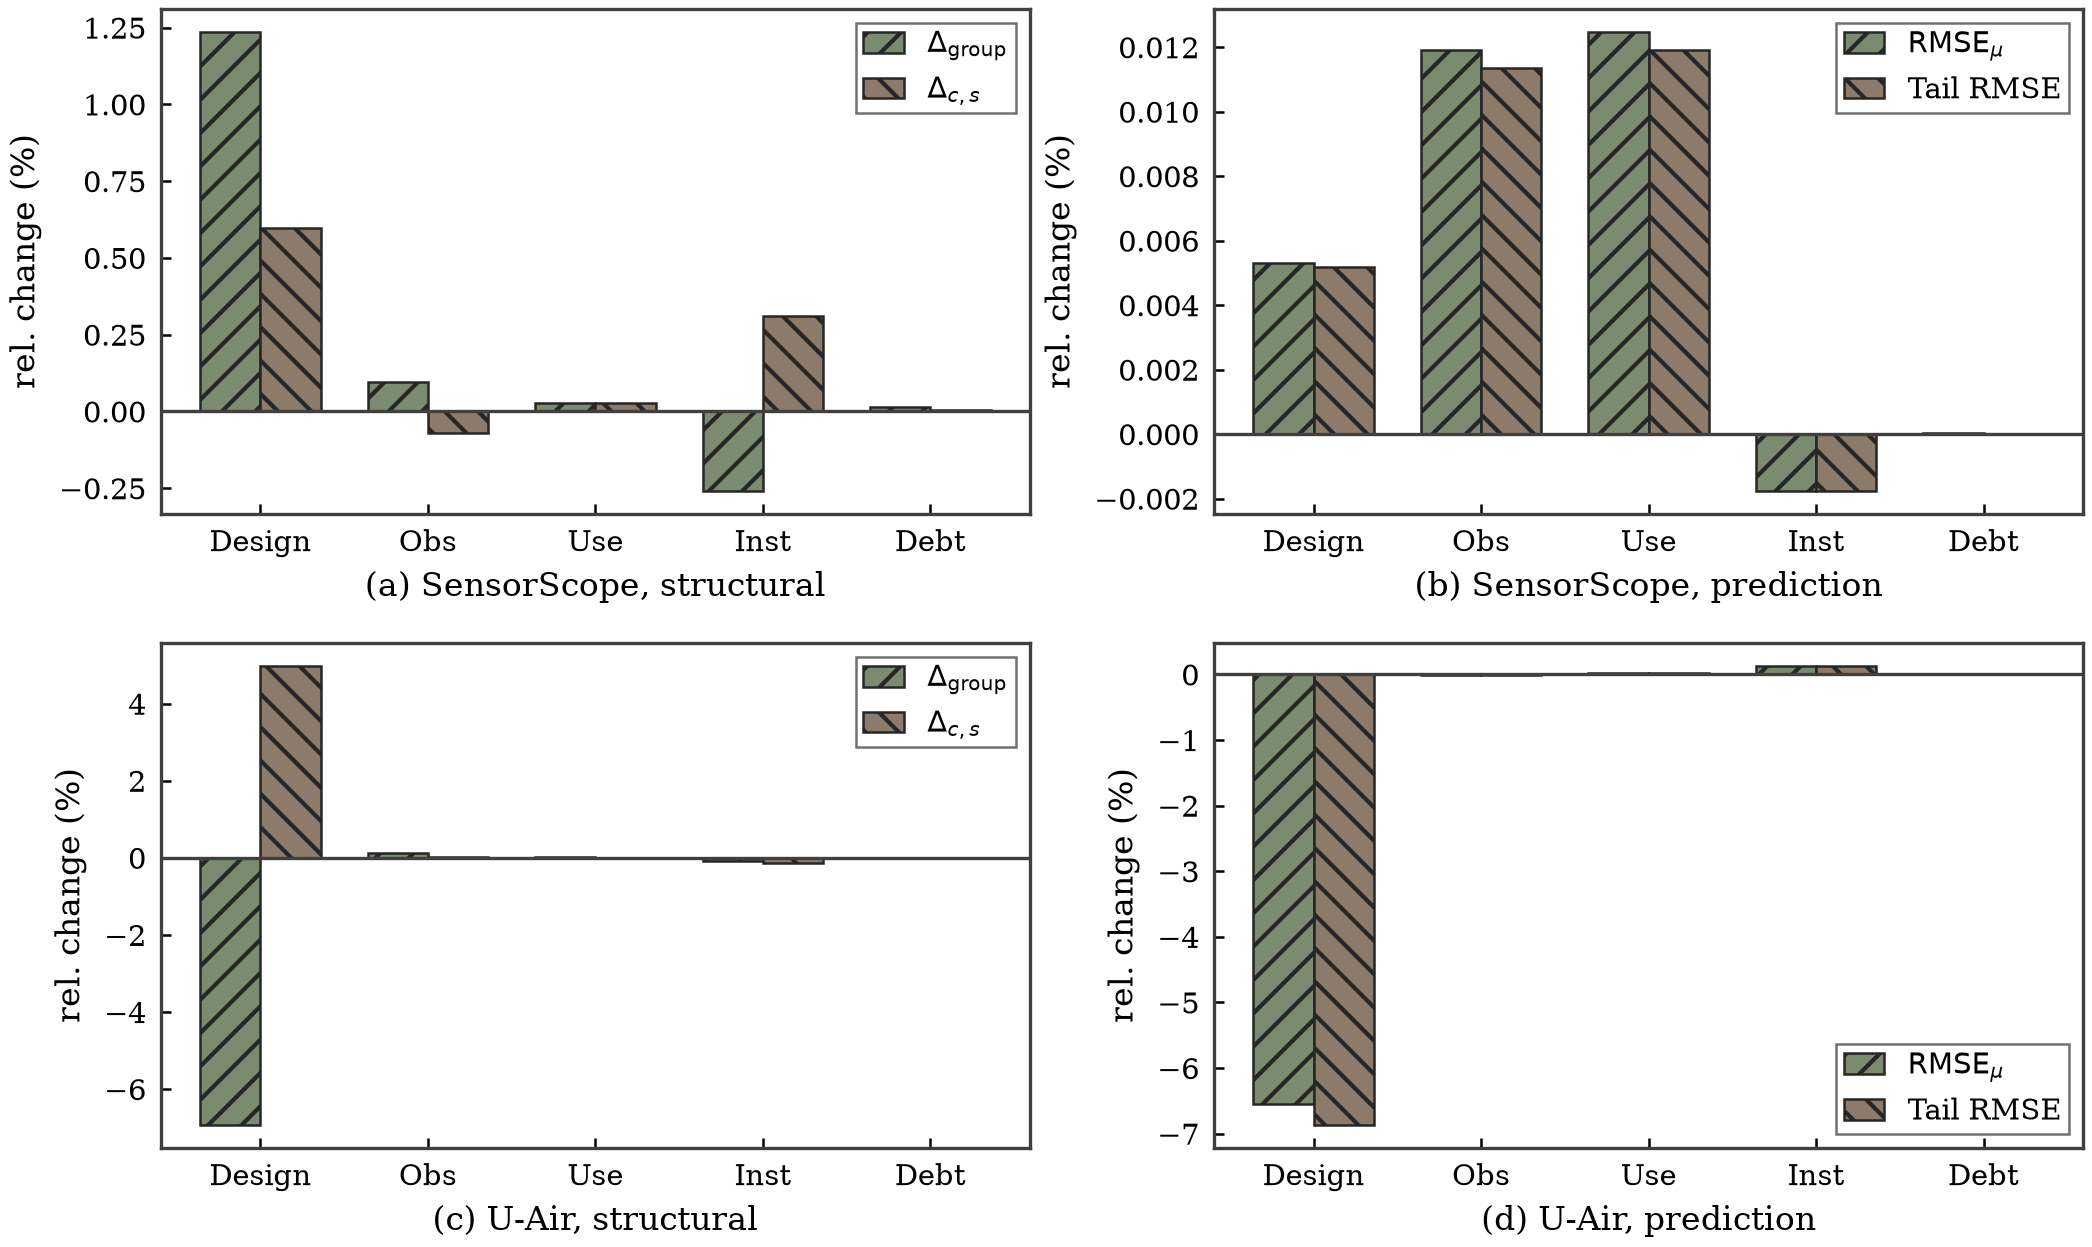 rel. change (%)
1.25
1.00
0.75
0.50
0.25
0.00
−0.25
Δgroup
Δc, s
Design Obs Use Inst Debt
(a) SensorScope, structural
rel. change (%)
0.012
0.010
0.008
0.006
0.004
0.002
0.000
−0.002
RMSEμ
Tail RMSE
Design Obs Use Inst Debt
(b) SensorScope, prediction
rel. change (%)
4
2
0
−2
−4
−6
Δgroup
Δc, s
Design Obs Use Inst Debt
(c) U-Air, structural
rel. change (%)
0
−1
−2
−3
−4
−5
−6
−7
RMSEμ
Tail RMSE
Design Obs Use Inst Debt
(d) U-Air, prediction